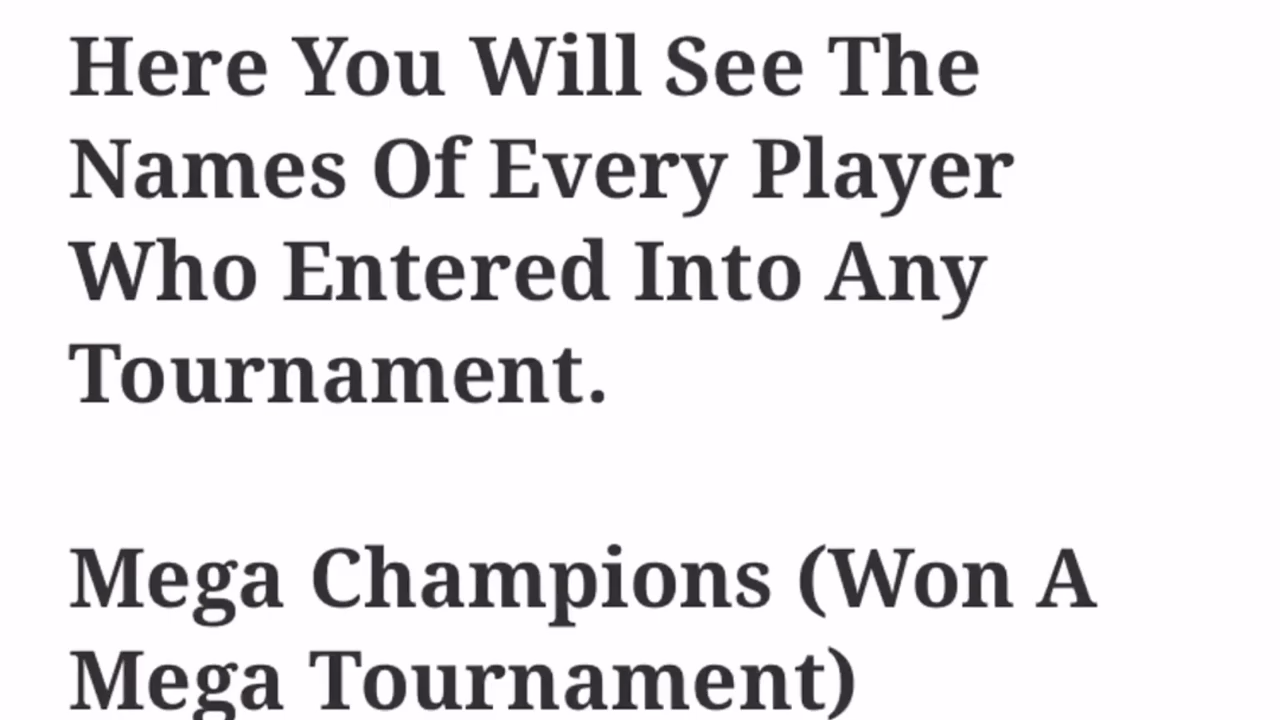 Here You Will See The
Names Of Every Player
Who Entered Into Any
Tournament.
Mega Champions (Won A
Mega Tournament)